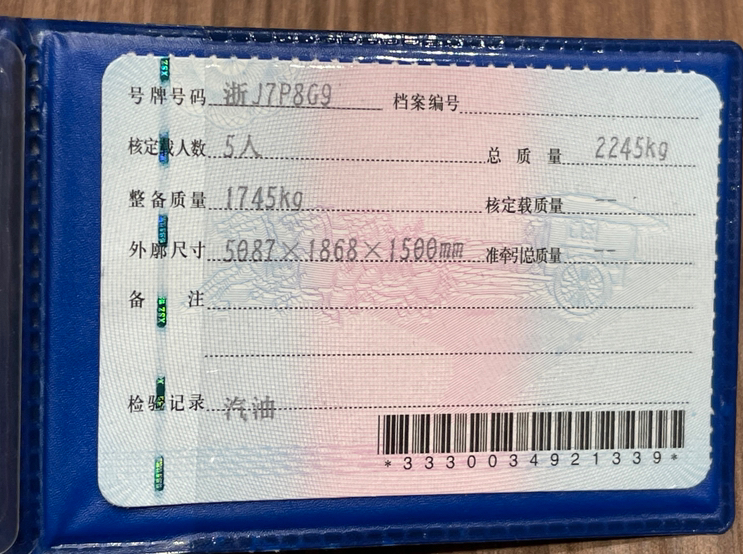 号牌号码 浙J7P8G9 档案编号
核定载人数 5人 总质量 2245kg
整备质量 1745kg 核定载质量 --
外廓尺寸 5087×1868×1500mm 准牵引总质量 --
备注
检验记录 汽油
*3330034921339*